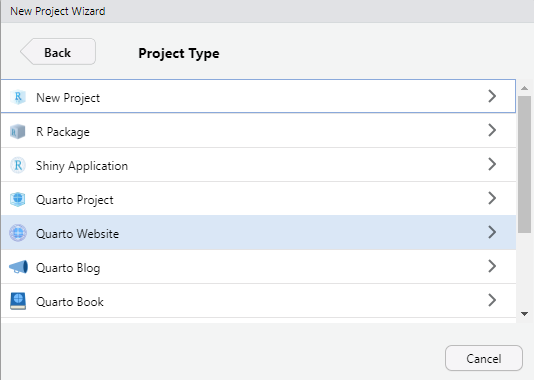 New Project Wizard
Back
Project Type
R New Project
R R Package
R Shiny Application
Quarto Project
Quarto Website
Quarto Blog
Quarto Book
Cancel